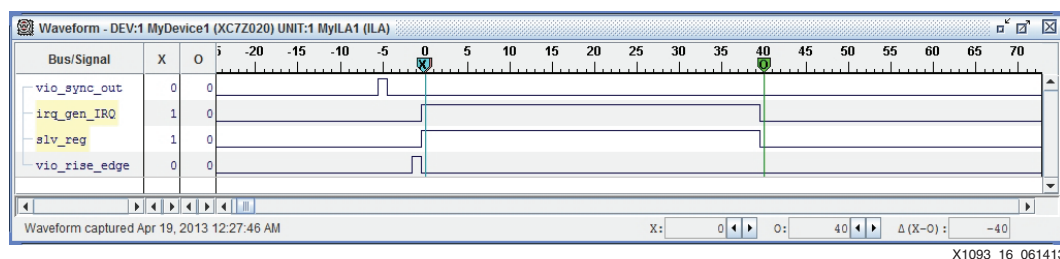 Waveform - DEV:1 MyDevice1 (XC7Z020) UNIT:1 MyILA1 (ILA)
Bus/Signal X O 5 -20 -15 -10 -5 0 5 10 15 20 25 30 35 40 45 50 55 60 65 70
X O
vio_sync_out 0 0
irq_gen_IRQ 1 0
slv_reg 1 0
vio_rise_edge 0 0
Waveform captured Apr 19, 2013 12:27:46 AM X: 0 O: 40 Δ(X-O): -40
X1093_16_061413